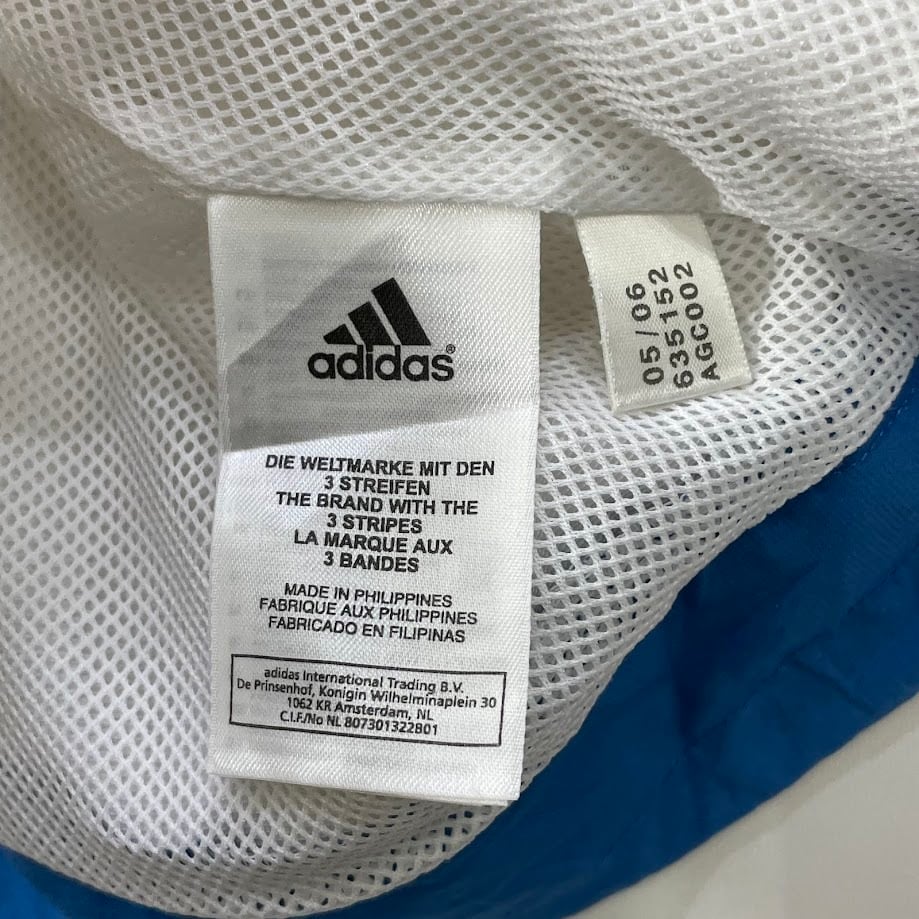 adidas®
DIE WELTMARKE MIT DEN
3 STREIFEN
THE BRAND WITH THE
3 STRIPES
LA MARQUE AUX
3 BANDES
MADE IN PHILIPPINES
FABRIQUE AUX PHILIPPINES
FABRICADO EN FILIPINAS
adidas International Trading B.V.
De Prinsenhof, Konigin Wilhelminaplein 30
1062 KR Amsterdam, NL
C.I.F./No NL 807301322B01
05/06
635152
AGC002